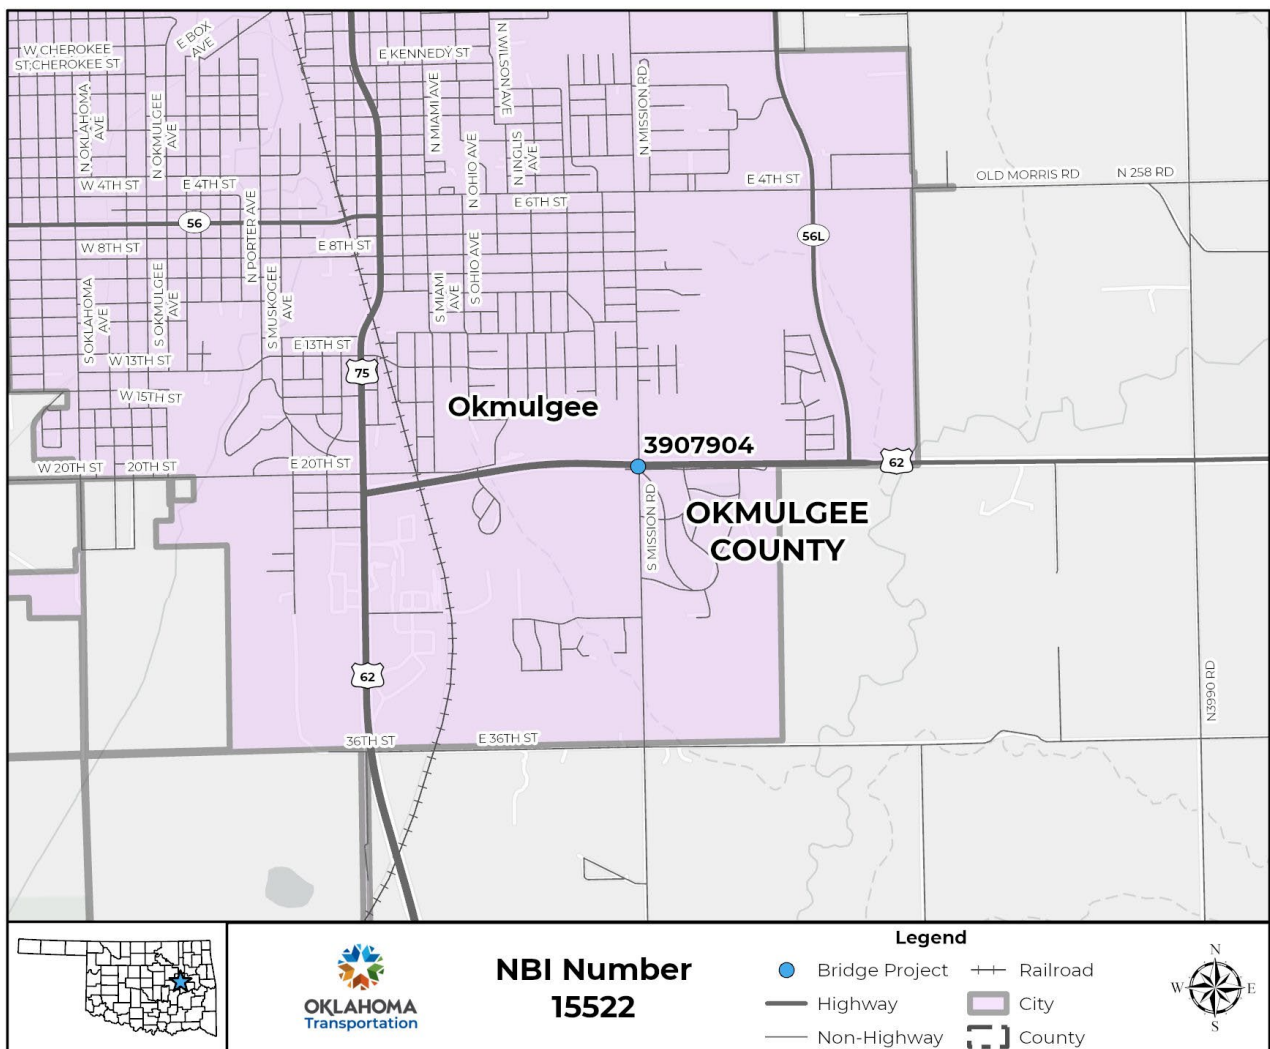 E BOX
AVE
W CHEROKEE
ST;CHEROKEE ST
E KENNEDY ST
N WILSON AVE
N MIAMI AVE
N MISSION RD
N OKLAHOMA
AVE
N OKMULGEE
AVE
N OHIO AVE
N INGLIS
AVE
W 4TH ST
E 4TH ST
E 4TH ST
OLD MORRIS RD
N 258 RD
N PORTER AVE
E 6TH ST
56
56L
W 8TH ST
E 8TH ST
S OHIO AVE
S MIAMI
AVE
S OKLAHOMA
AVE
S OKMULGEE
AVE
S MUSKOGEE
AVE
E 13TH ST
W 13TH ST
75
W 15TH ST
Okmulgee
3907904
W 20TH ST
20TH ST
E 20TH ST
62
S MISSION RD
OKMULGEE
COUNTY
62
N3990 RD
36TH ST
E 36TH ST
OKLAHOMA
Transportation
NBI Number
15522
Legend
Bridge Project
Railroad
Highway
City
Non-Highway
County
N
W
E
S